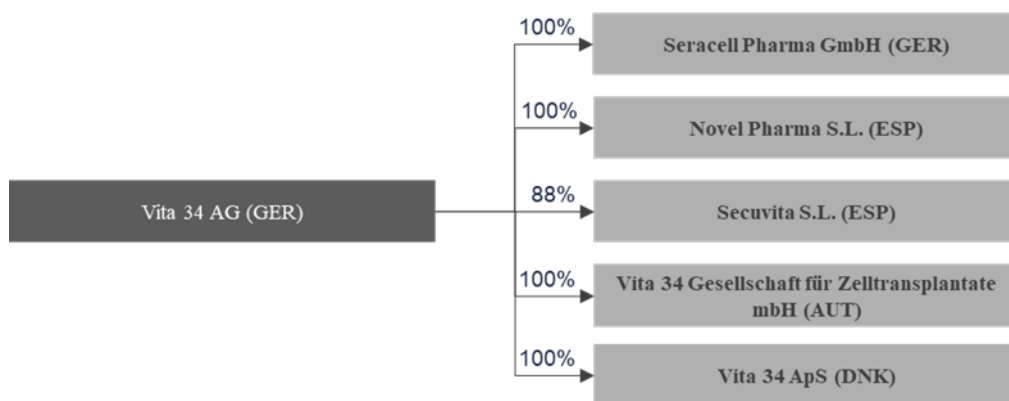 100%
Seracell Pharma GmbH (GER)
100%
Novel Pharma S.L. (ESP)
Vita 34 AG (GER)
88%
Secuvita S.L. (ESP)
100%
Vita 34 Gesellschaft für Zelltransplantate
mbH (AUT)
100%
Vita 34 ApS (DNK)